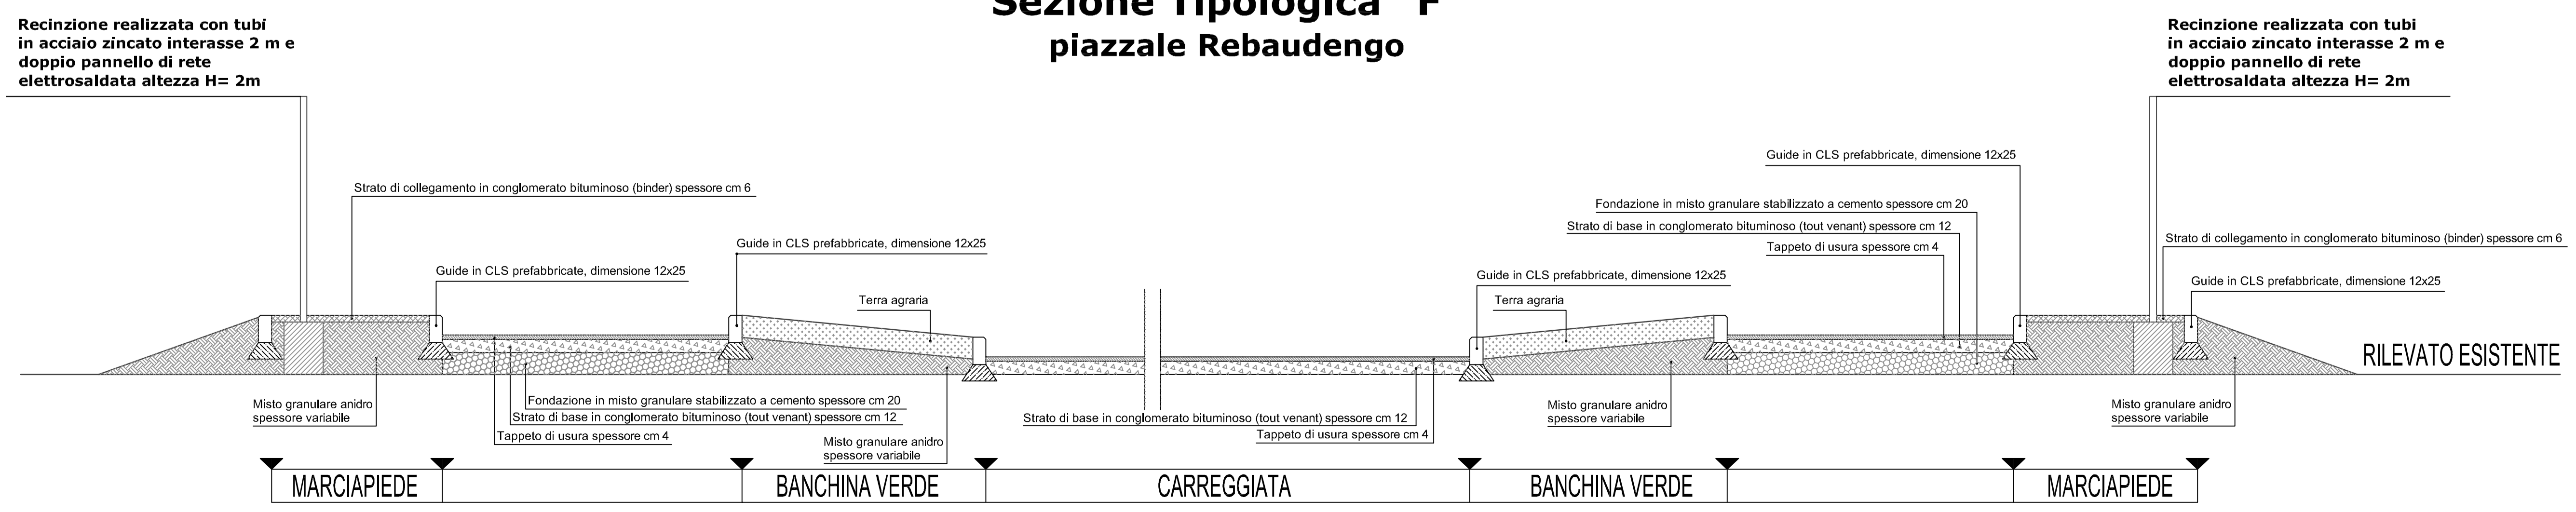 Sezione Tipologica "F"
piazzale Rebaudengo
Recinzione realizzata con tubi
in acciaio zincato interasse 2 m e
doppio pannello di rete
elettrosaldata altezza H= 2m
Recinzione realizzata con tubi
in acciaio zincato interasse 2 m e
doppio pannello di rete
elettrosaldata altezza H= 2m
Strato di collegamento in conglomerato bituminoso (binder) spessore cm 6
Guide in CLS prefabbricate, dimensione 12x25
Guide in CLS prefabbricate, dimensione 12x25
Terra agraria
Guide in CLS prefabbricate, dimensione 12x25
Fondazione in misto granulare stabilizzato a cemento spessore cm 20
Strato di base in conglomerato bituminoso (tout venant) spessore cm 12
Tappeto di usura spessore cm 4
Guide in CLS prefabbricate, dimensione 12x25
Terra agraria
Strato di collegamento in conglomerato bituminoso (binder) spessore cm 6
Guide in CLS prefabbricate, dimensione 12x25
RILEVATO ESISTENTE
Misto granulare anidro
spessore variabile
Fondazione in misto granulare stabilizzato a cemento spessore cm 20
Strato di base in conglomerato bituminoso (tout venant) spessore cm 12
Tappeto di usura spessore cm 4
Misto granulare anidro
spessore variabile
Strato di base in conglomerato bituminoso (tout venant) spessore cm 12
Tappeto di usura spessore cm 4
Misto granulare anidro
spessore variabile
Misto granulare anidro
spessore variabile
MARCIAPIEDE
BANCHINA VERDE
CARREGGIATA
BANCHINA VERDE
MARCIAPIEDE